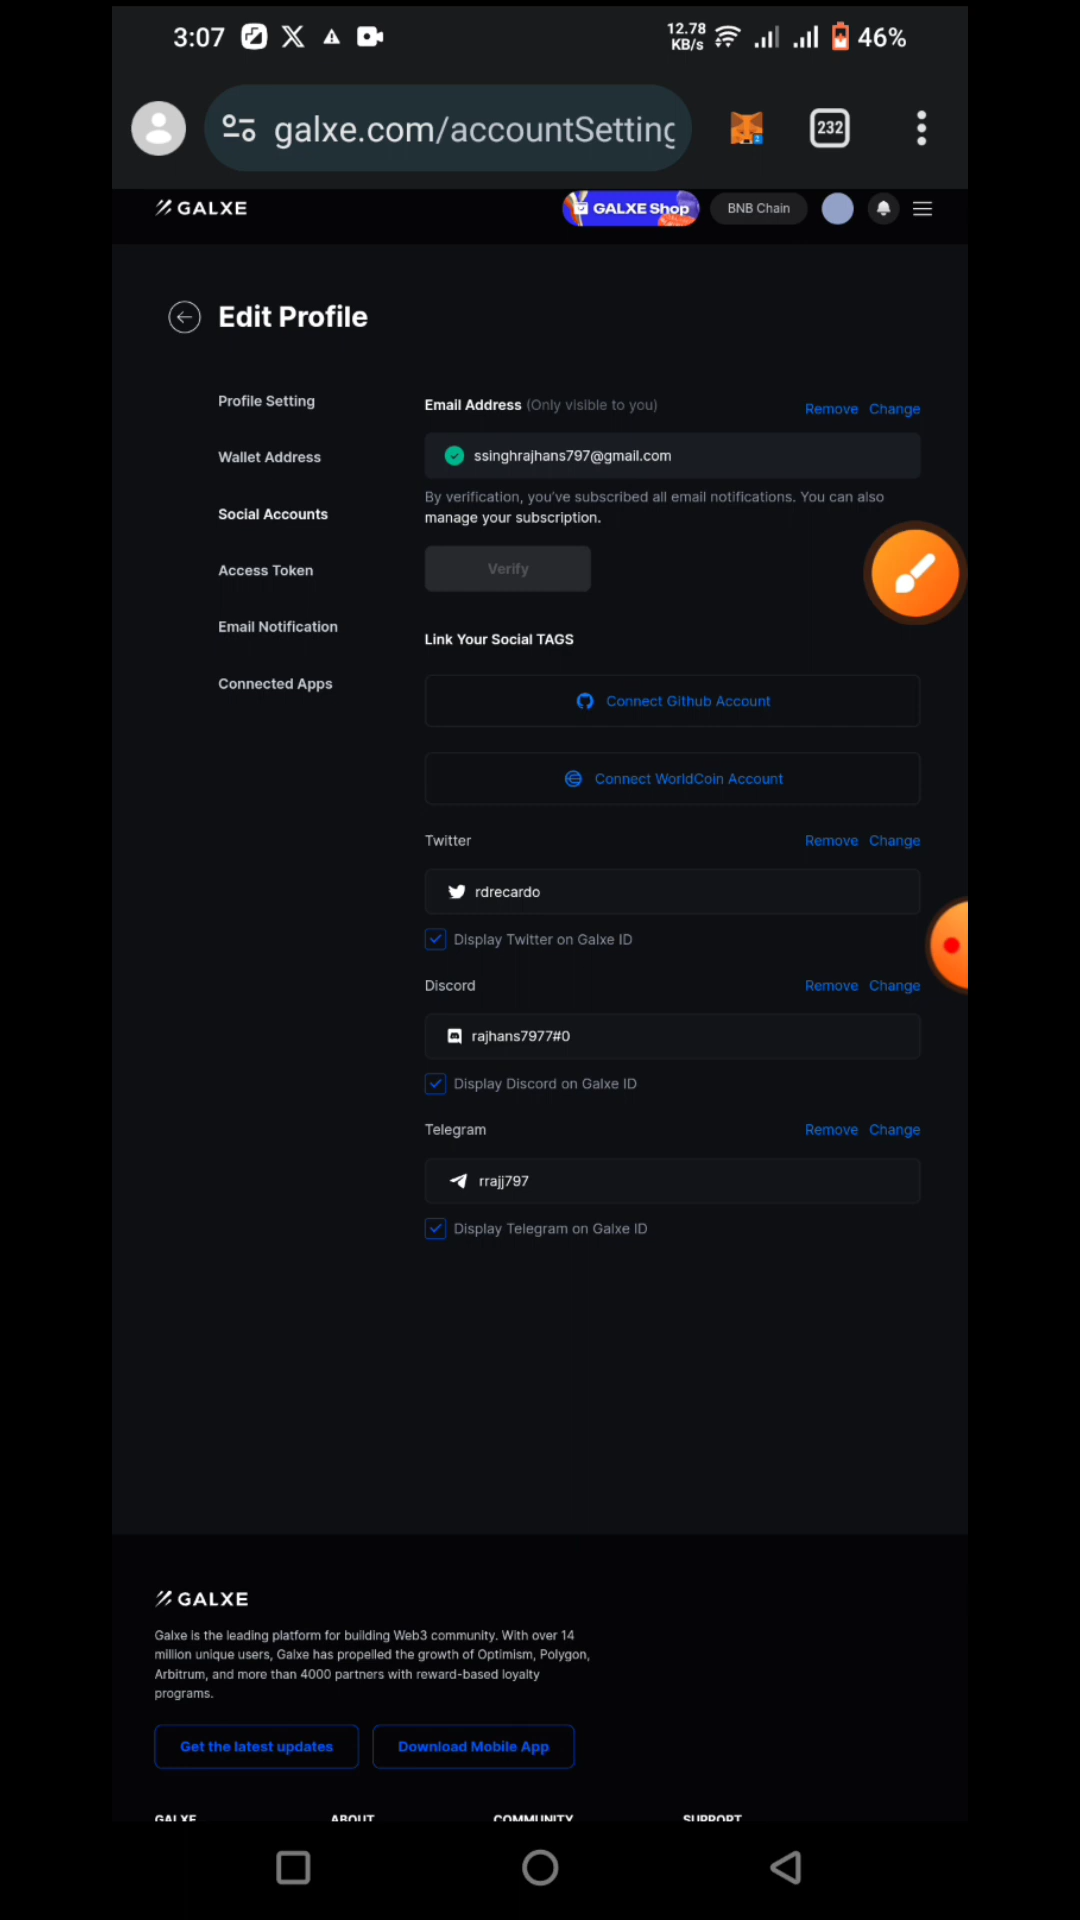 3:07
12.78
KB/s
46%
galxe.com/accountSetting
232
GALXE
GALXE Shop
BNB Chain
Edit Profile
Profile Setting
Wallet Address
Social Accounts
Access Token
Email Notification
Connected Apps
Email Address (Only visible to you)
Remove Change
ssinghrajhans797@gmail.com
By verification, you've subscribed all email notifications. You can also
manage your subscription.
Verify
Link Your Social TAGS
Connect Github Account
Connect WorldCoin Account
Twitter
Remove Change
rdrecardo
Display Twitter on Galxe ID
Discord
Remove Change
rajhans7977#0
Display Discord on Galxe ID
Telegram
Remove Change
rrajj797
Display Telegram on Galxe ID
GALXE
Galxe is the leading platform for building Web3 community. With over 14
million unique users, Galxe has propelled the growth of Optimism, Polygon,
Arbitrum, and more than 4000 partners with reward-based loyalty
programs.
Get the latest updates
Download Mobile App
GALXE ABOUT COMMUNITY SUPPORT